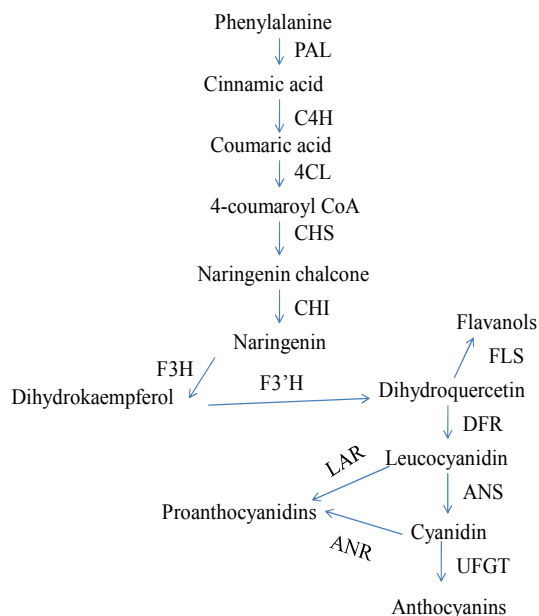 Phenylalanine
PAL
Cinnamic acid
C4H
Coumaric acid
4CL
4-coumaroyl CoA
CHS
Naringenin chalcone
CHI
Naringenin
Flavanols
FLS
F3H
F3’H
Dihydrokaempferol
Dihydroquercetin
DFR
LAR
Leucocyanidin
ANS
Proanthocyanidins
ANR
Cyanidin
UFGT
Anthocyanins